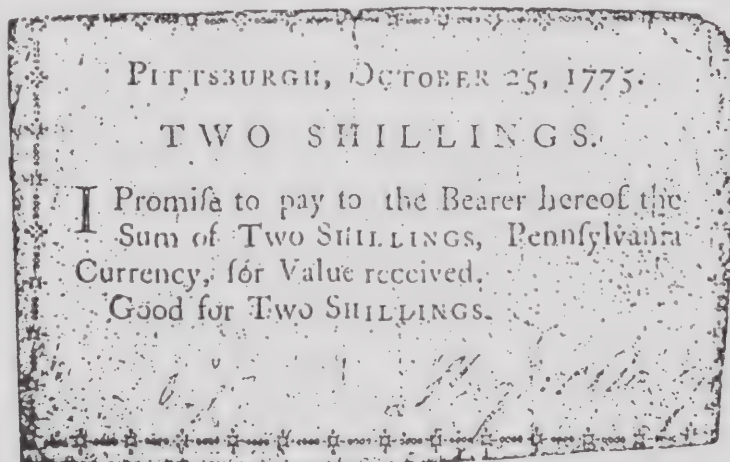 PITTSBURGH, OCTOBER 25, 1775.
TWO SHILLINGS.
I Promiſe to pay to the Bearer hereof the
Sum of TWO SHILLINGS, Pennſylvania
Currency, for Value received.
Good for TWO SHILLINGS.